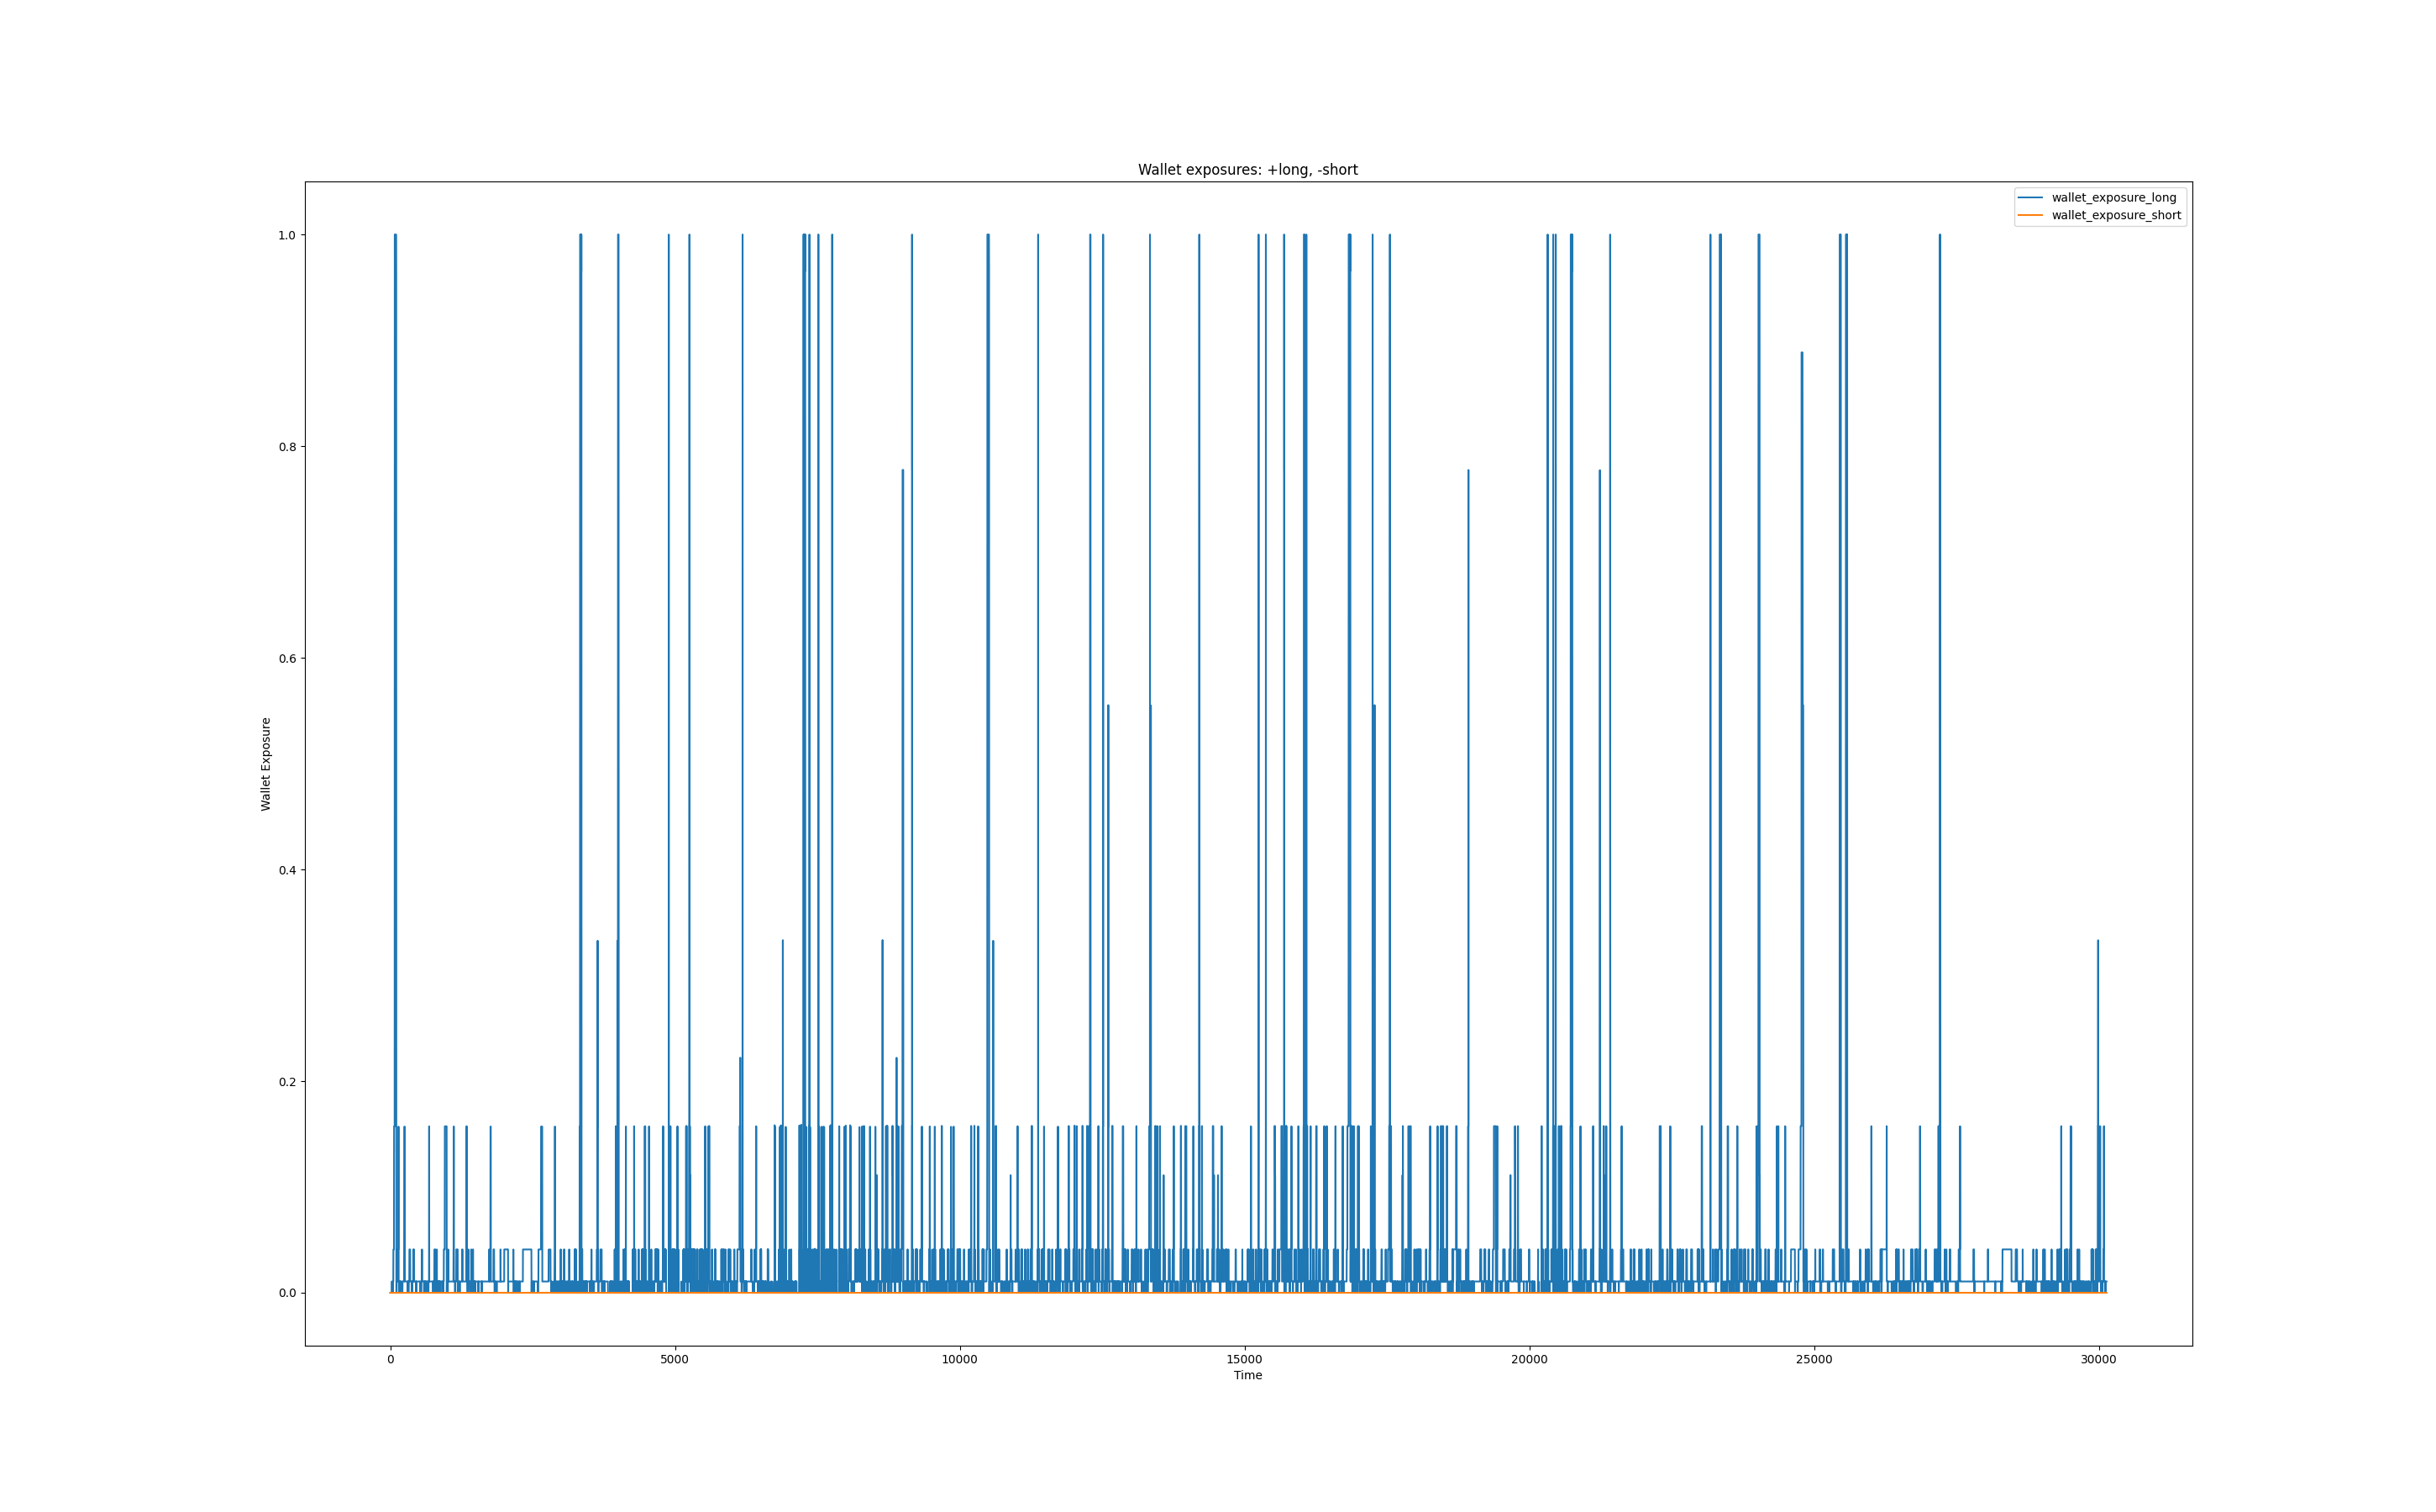 Wallet exposures: +long, -short
wallet_exposure_long
wallet_exposure_short
1.0
0.8
0.6
0.4
0.2
0.0
Wallet Exposure
0 5000 10000 15000 20000 25000 30000
Time